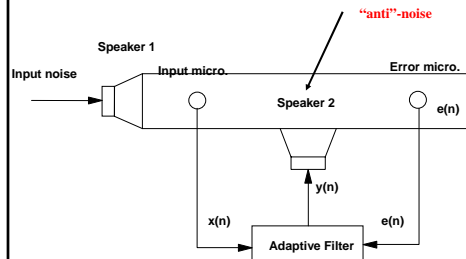 “anti”-noise
Speaker 1
Input noise
Input micro.
Error micro.
Speaker 2
e(n)
y(n)
x(n)
e(n)
Adaptive Filter